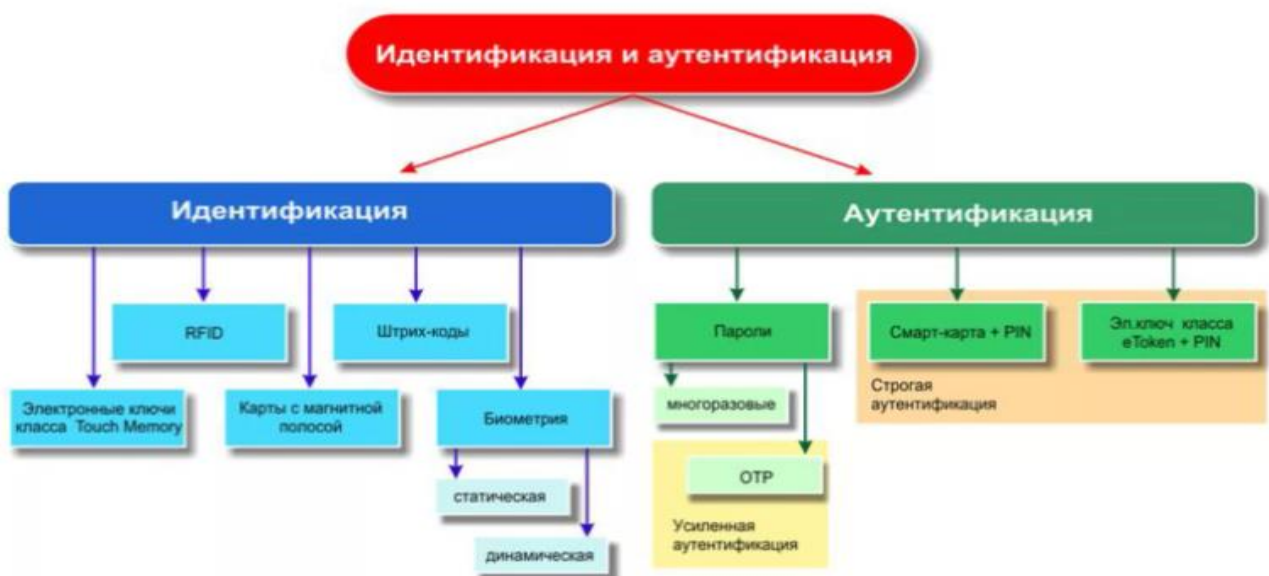 Идентификация и аутентификация
Идентификация
Аутентификация
RFID
Штрих-коды
Электронные ключи
класса Touch Memory
Карты с магнитной
полосой
Биометрия
статическая
динамическая
Пароли
многоразовые
OTP
Усиленная
аутентификация
Смарт-карта + PIN
Эл.ключ класса
eToken + PIN
Строгая
аутентификация